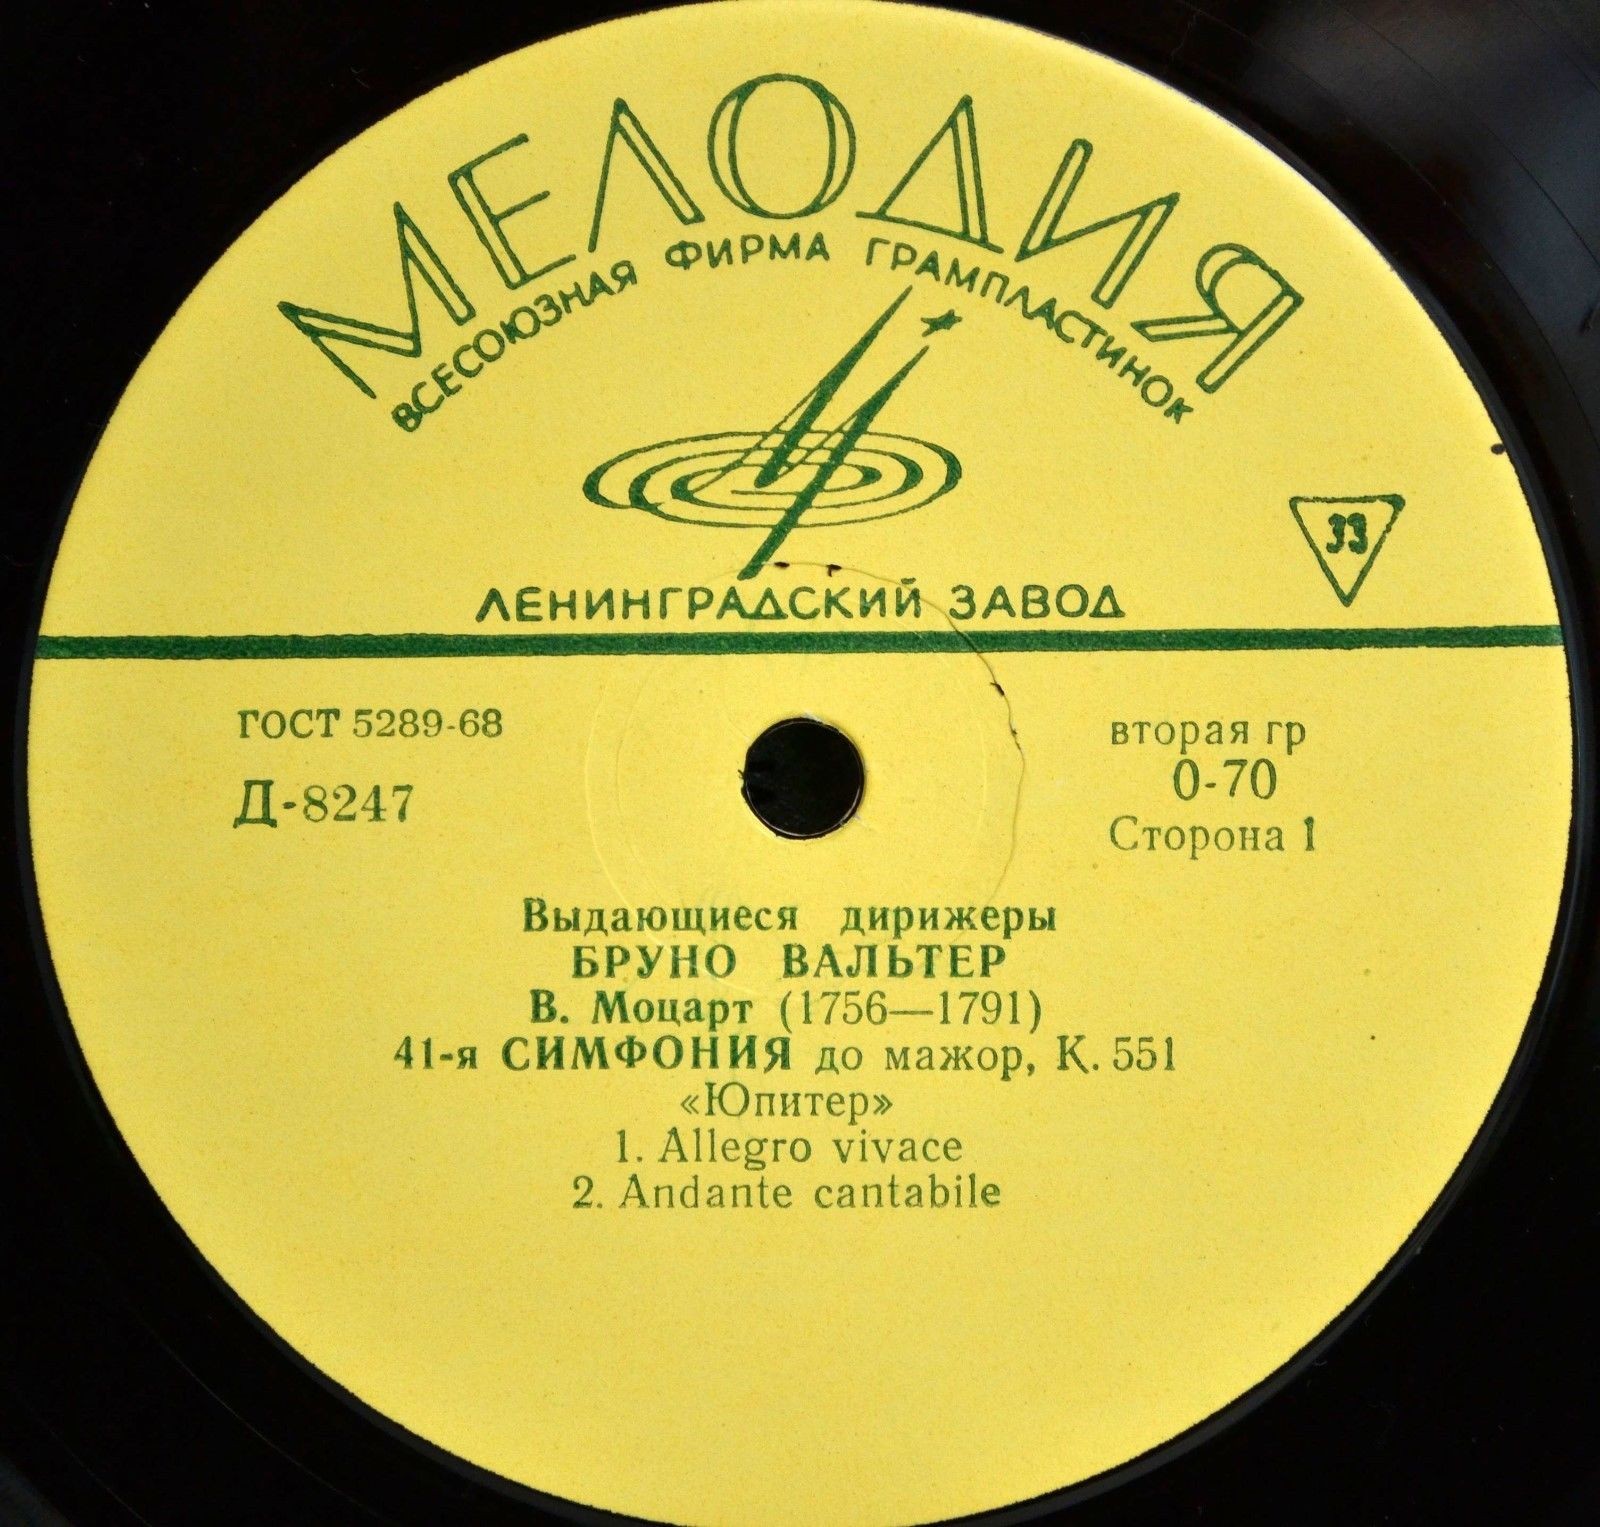 МЕЛОДИЯ
ВСЕСОЮЗНАЯ ФИРМА ГРАМПЛАСТИНОК
33
ЛЕНИНГРАДСКИЙ ЗАВОД
ГОСТ 5289-68
Д-8247
вторая гр
0-70
Сторона 1
Выдающиеся дирижеры
БРУНО ВАЛЬТЕР
В. Моцарт (1756—1791)
41-я СИМФОНИЯ до мажор, К. 551
«Юпитер»
1. Allegro vivace
2. Andante cantabile